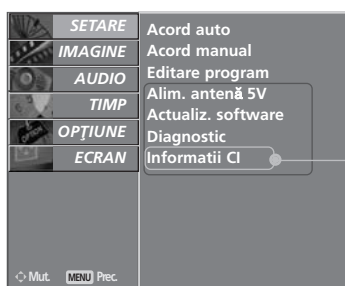 SETARE
IMAGINE
AUDIO
TIMP
OPŢIUNE
ECRAN
Acord auto
Acord manual
Editare program
Alim. antenă 5V
Actualiz. software
Diagnostic
Informatii CI
OPTION
Mut. MENU Prec.